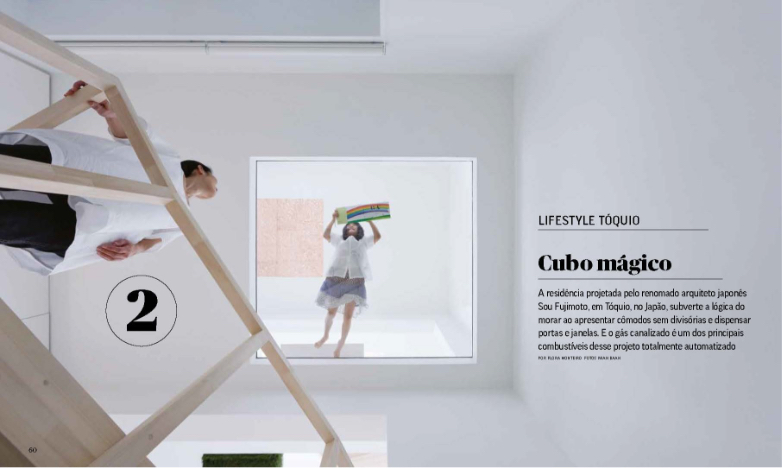 LIFESTYLE TÓQUIO
Cubo mágico
A residência projetada pelo renomado arquiteto japonês
Sou Fujimoto, em Tóquio, no Japão, subverte a lógica do
morar ao apresentar cômodos sem divisórias e dispensar
portas e janelas. E o gás canalizado é um dos principais
combustíveis desse projeto totalmente automatizado
POR FLORA MONTEIRO FOTOS IWAN BAAN
2
60